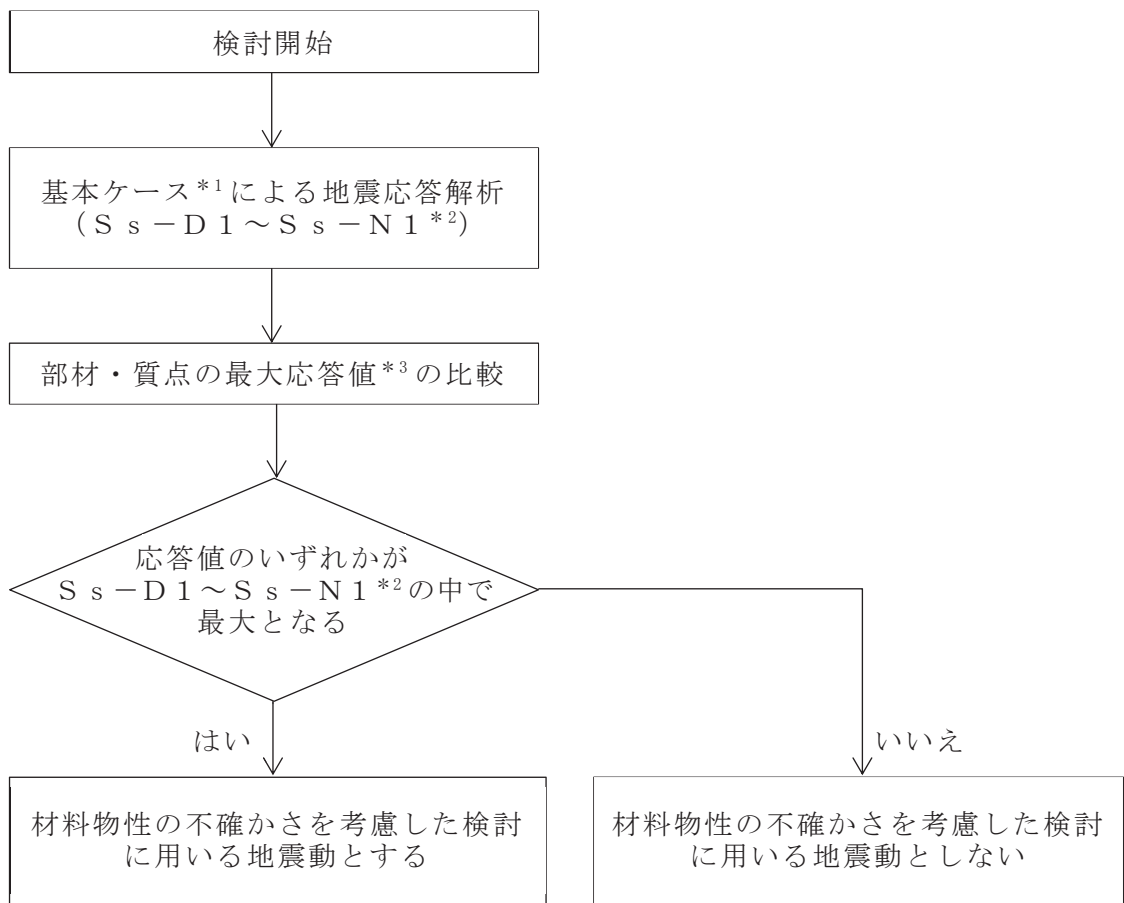 検討開始
基本ケース*1による地震応答解析
(Ｓｓ－Ｄ１～Ｓｓ－Ｎ１*2)
部材・質点の最大応答値*3の比較
応答値のいずれかが
Ｓｓ－Ｄ１～Ｓｓ－Ｎ１*2の中で
最大となる
はい
いいえ
材料物性の不確かさを考慮した検討
に用いる地震動とする
材料物性の不確かさを考慮した検討
に用いる地震動としない